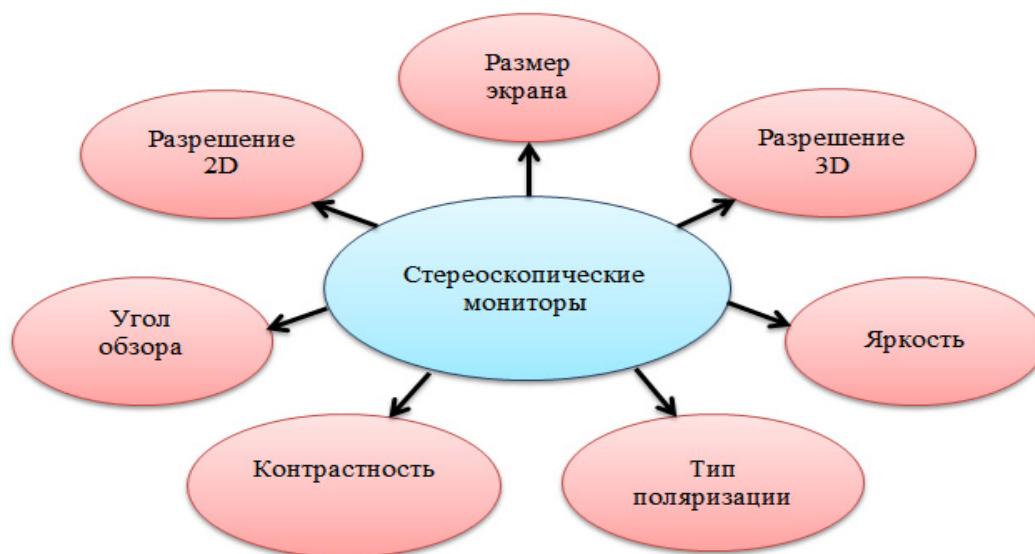 Размер
экрана
Разрешение
2D
Разрешение
3D
Стереоскопические
мониторы
Угол
обзора
Яркость
Контрастность
Тип
поляризации